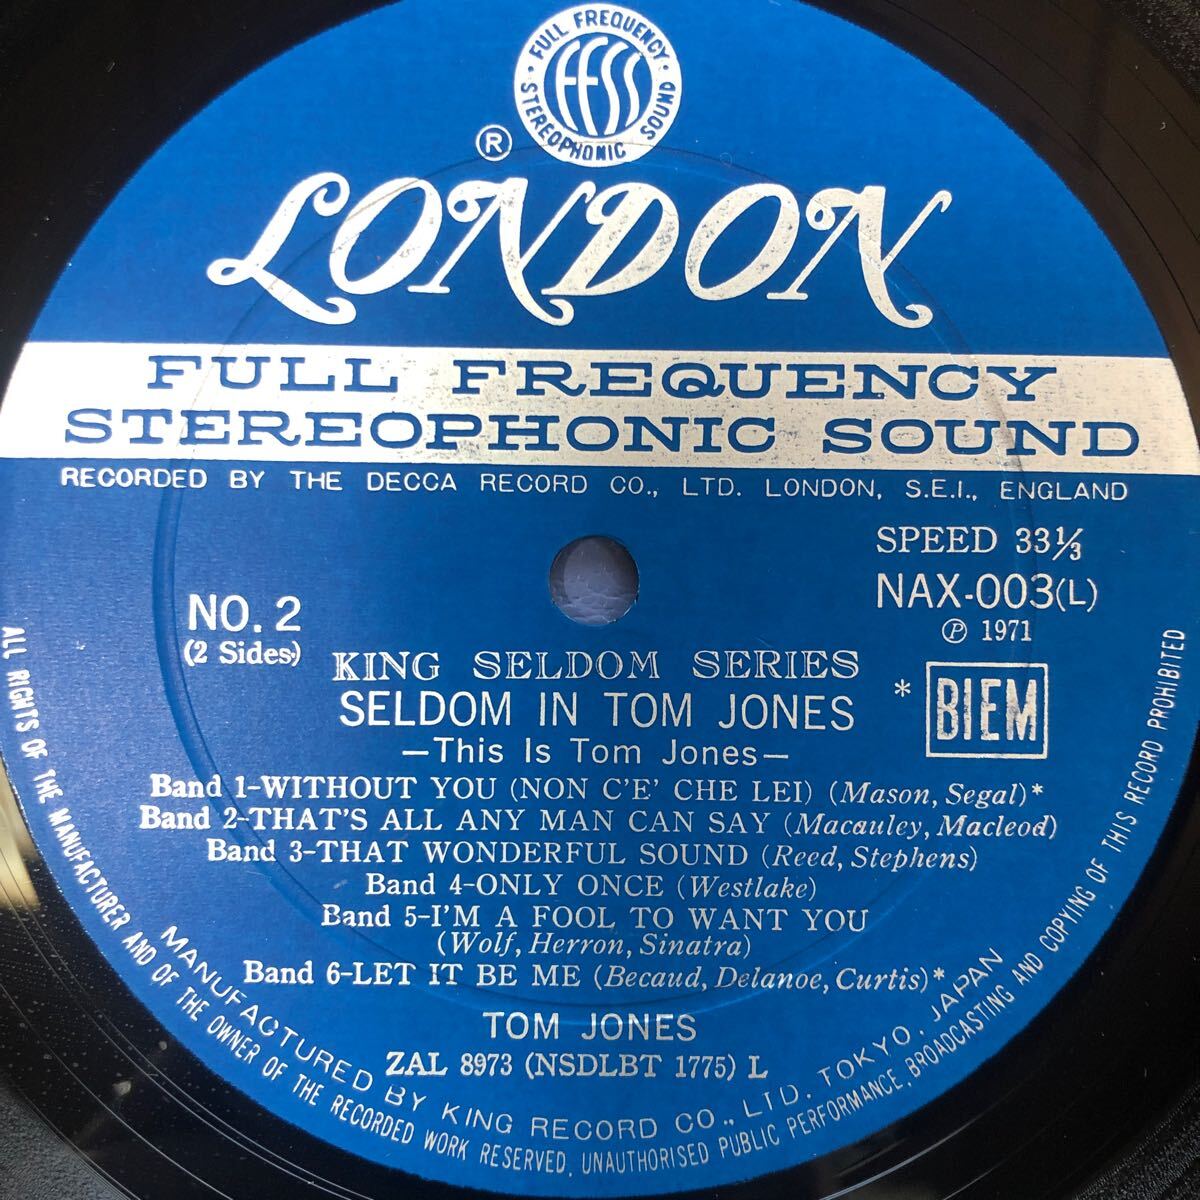 FULL FREQUENCY
STEREOPHONIC SOUND
FFSS
®
LONDON
FULL FREQUENCY
STEREOPHONIC SOUND
RECORDED BY THE DECCA RECORD CO., LTD. LONDON, S.E.I., ENGLAND
SPEED 33⅓
NAX-003(L)
℗ 1971
NO. 2
(2 Sides)
KING SELDOM SERIES
SELDOM IN TOM JONES
* BIEM
—This Is Tom Jones—
Band 1-WITHOUT YOU (NON C'E' CHE LEI) (Mason, Segal)*
Band 2-THAT'S ALL ANY MAN CAN SAY (Macauley, Macleod)
Band 3-THAT WONDERFUL SOUND (Reed, Stephens)
Band 4-ONLY ONCE (Westlake)
Band 5-I'M A FOOL TO WANT YOU
(Wolf, Herron, Sinatra)
Band 6-LET IT BE ME (Becaud, Delanoe, Curtis)*
TOM JONES
ZAL 8973 (NSDLBT 1775) L
MANUFACTURED BY KING RECORD CO., LTD. TOKYO, JAPAN
ALL RIGHTS OF THE MANUFACTURER AND OF THE OWNER OF THE RECORDED WORK RESERVED, UNAUTHORISED PUBLIC PERFORMANCE, BROADCASTING AND COPYING OF THIS RECORD PROHIBITED